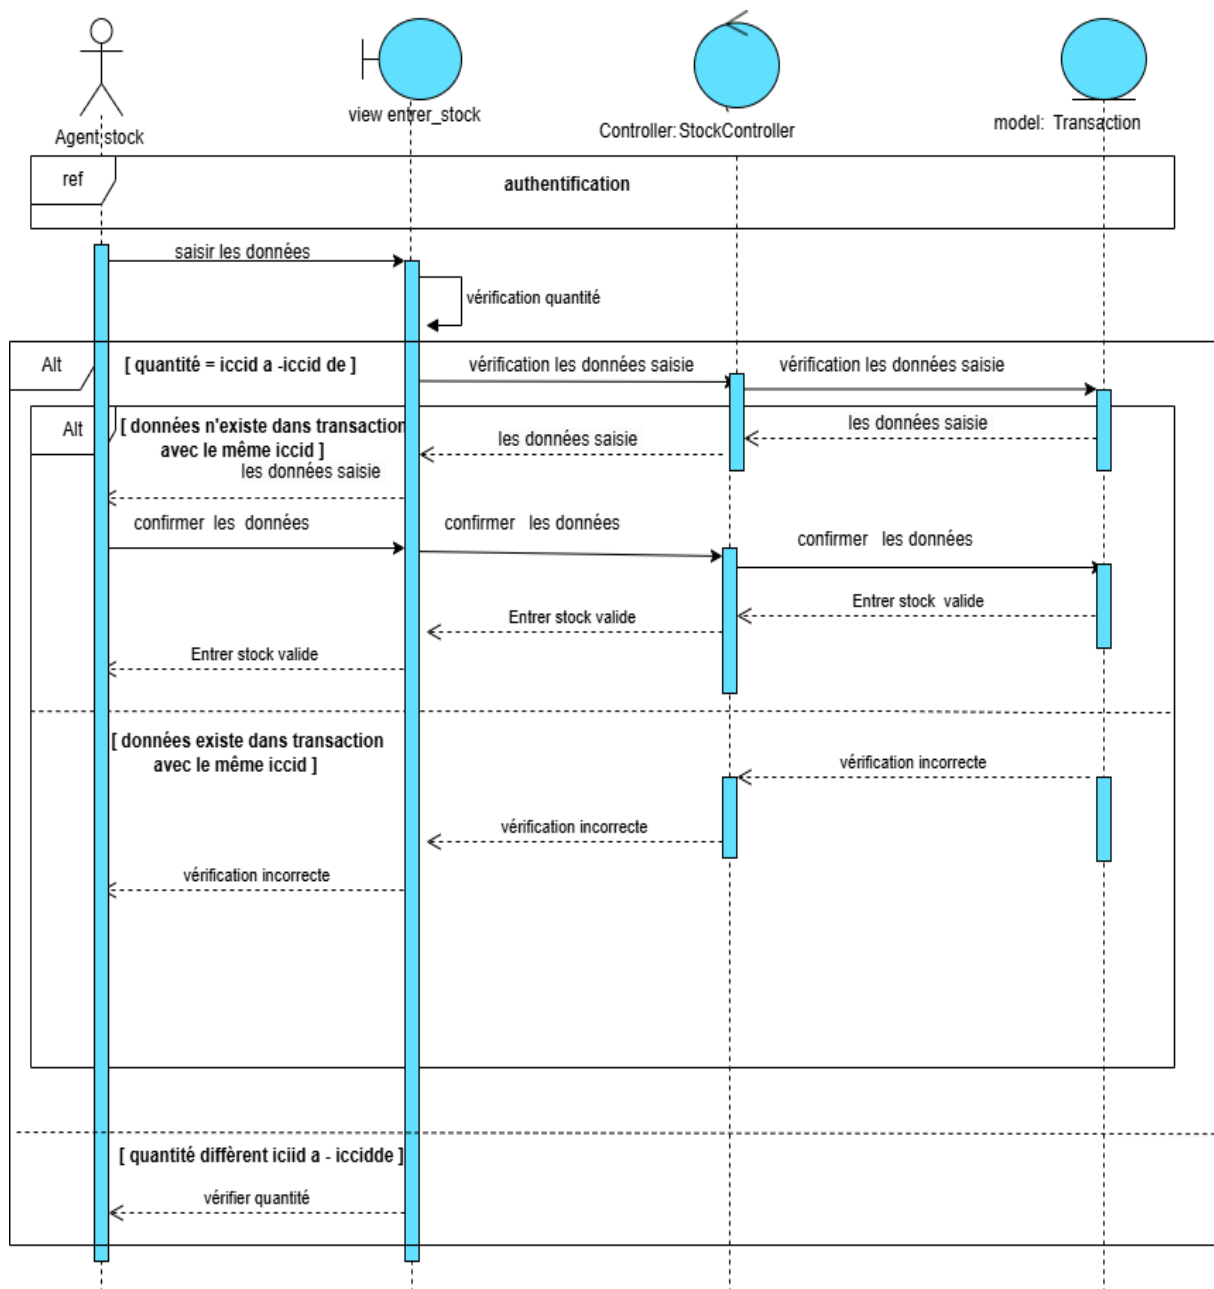 Agent stock
view entrer_stock
Controller: StockController
model: Transaction
ref
authentification
saisir les données
vérification quantité
Alt
[ quantité = iccid a -iccid de ]
vérification les données saisie
vérification les données saisie
Alt
[ données n'existe dans transaction
avec le même iccid ]
les données saisie
les données saisie
les données saisie
confirmer les données
confirmer les données
confirmer les données
Entrer stock valide
Entrer stock valide
Entrer stock valide
[ données existe dans transaction
avec le même iccid ]
vérification incorrecte
vérification incorrecte
vérification incorrecte
[ quantité diffèrent iciid a - iccidde ]
vérifier quantité